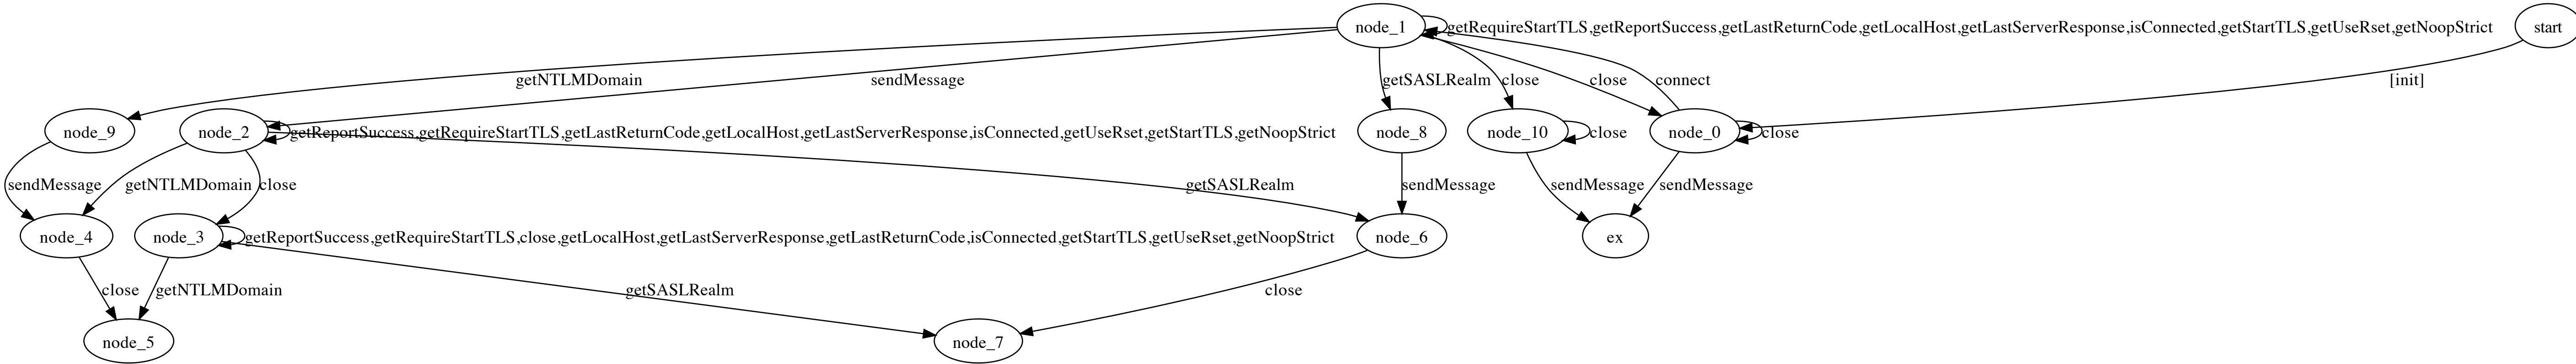 node_1
getRequireStartTLS,getReportSuccess,getLastReturnCode,getLocalHost,getLastServerResponse,isConnected,getStartTLS,getUseRset,getNoopStrict
start
getNTLMDomain
sendMessage
getSASLRealm
close
close
connect
[init]
node_9
node_2
getReportSuccess,getRequireStartTLS,getLastReturnCode,getLocalHost,getLastServerResponse,isConnected,getUseRset,getStartTLS,getNoopStrict
node_8
node_10
close
node_0
close
sendMessage
getNTLMDomain
close
getSASLRealm
sendMessage
sendMessage
sendMessage
node_4
node_3
getReportSuccess,getRequireStartTLS,close,getLocalHost,getLastServerResponse,getLastReturnCode,isConnected,getStartTLS,getUseRset,getNoopStrict
node_6
ex
close
getNTLMDomain
getSASLRealm
close
node_5
node_7